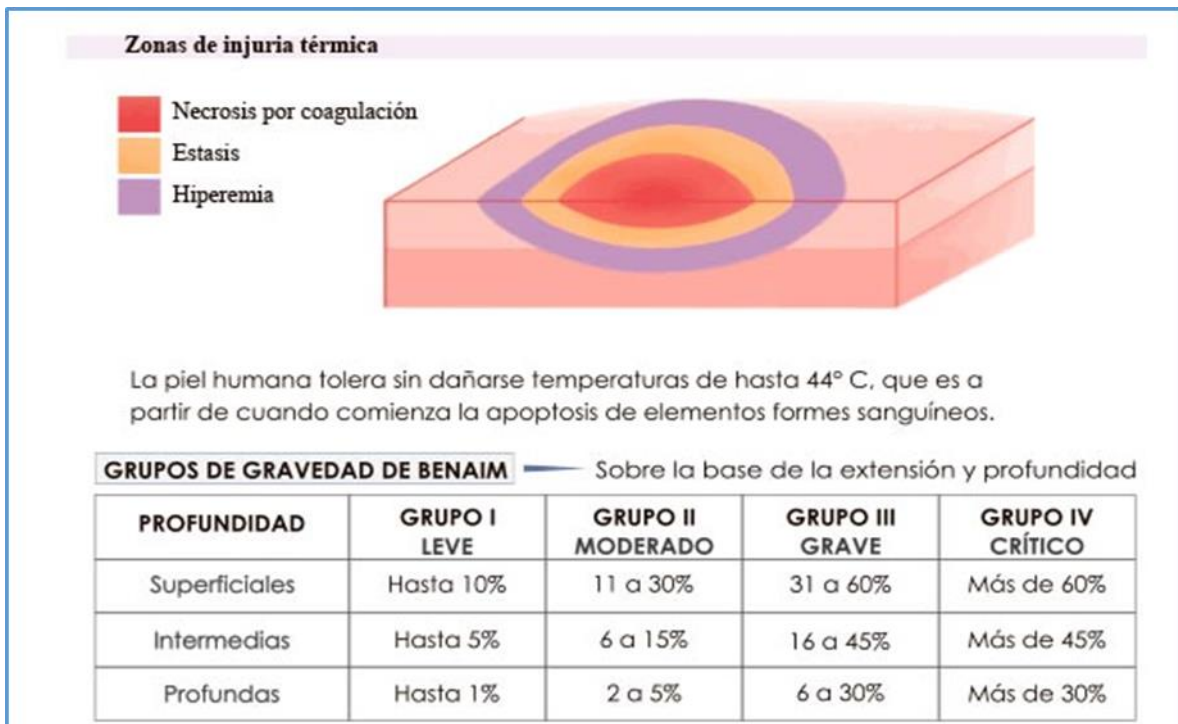 Zonas de injuria térmica
Necrosis por coagulación
Estasis
Hiperemia
La piel humana tolera sin dañarse temperaturas de hasta 44° C, que es a
partir de cuando comienza la apoptosis de elementos formes sanguíneos.
GRUPOS DE GRAVEDAD DE BENAIM Sobre la base de la extensión y profundidad
PROFUNDIDAD GRUPO I LEVE GRUPO II MODERADO GRUPO III GRAVE GRUPO IV CRÍTICO
Superficiales Hasta 10% 11 a 30% 31 a 60% Más de 60%
Intermedias Hasta 5% 6 a 15% 16 a 45% Más de 45%
Profundas Hasta 1% 2 a 5% 6 a 30% Más de 30%